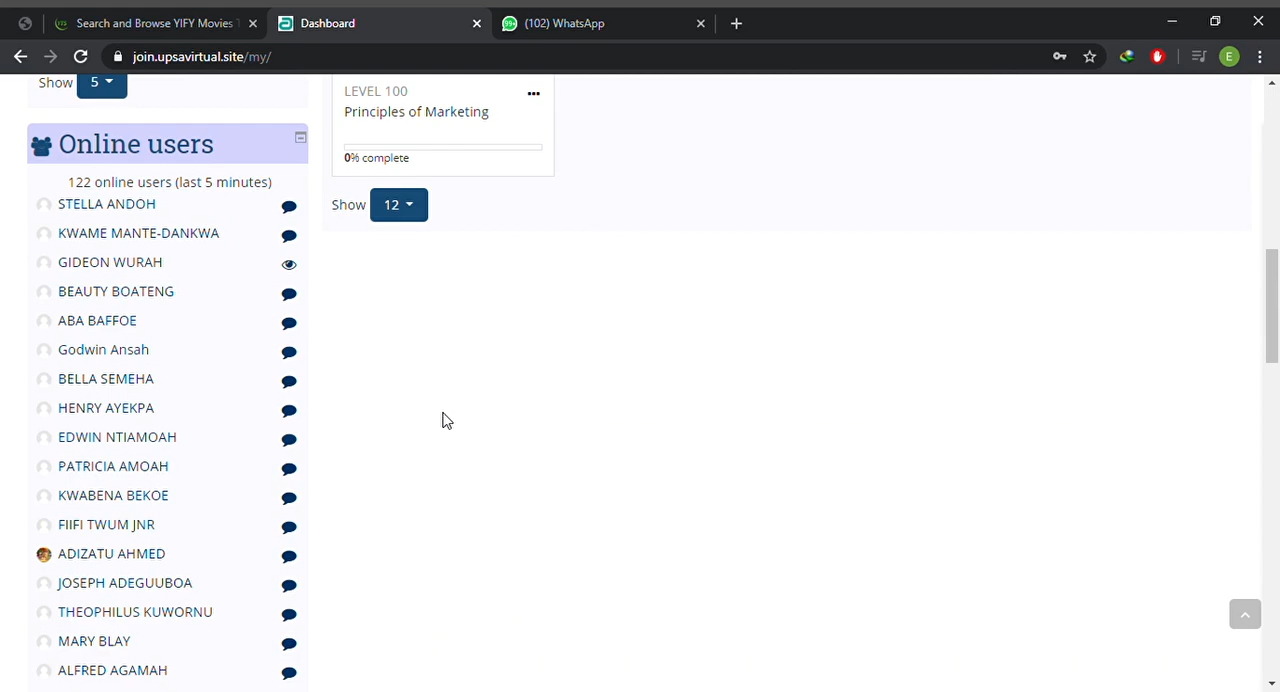 Search and Browse YIFY Movies T
Dashboard
99+
(102) WhatsApp
join.upsavirtual.site/my/
E
Show 5
LEVEL 100
Principles of Marketing
0% complete
Show 12
Online users
122 online users (last 5 minutes)
STELLA ANDOH
KWAME MANTE-DANKWA
GIDEON WURAH
BEAUTY BOATENG
ABA BAFFOE
Godwin Ansah
BELLA SEMEHA
HENRY AYEKPA
EDWIN NTIAMOAH
PATRICIA AMOAH
KWABENA BEKOE
FIIFI TWUM JNR
ADIZATU AHMED
JOSEPH ADEGUUBOA
THEOPHILUS KUWORNU
MARY BLAY
ALFRED AGAMAH